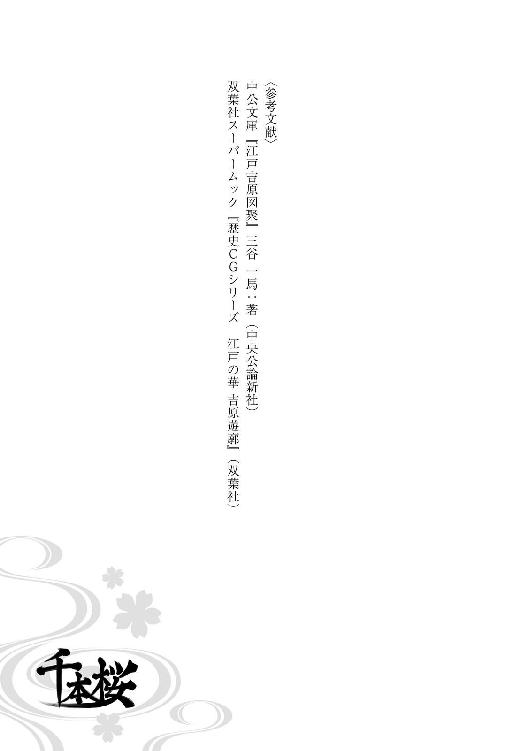 〈参考文献〉
中公文庫『江戸吉原図聚』三谷一馬：著（中央公論新社）
双葉社スーパームック『歴史CGシリーズ　江戸の華 吉原遊廓』（双葉社）
千本桜